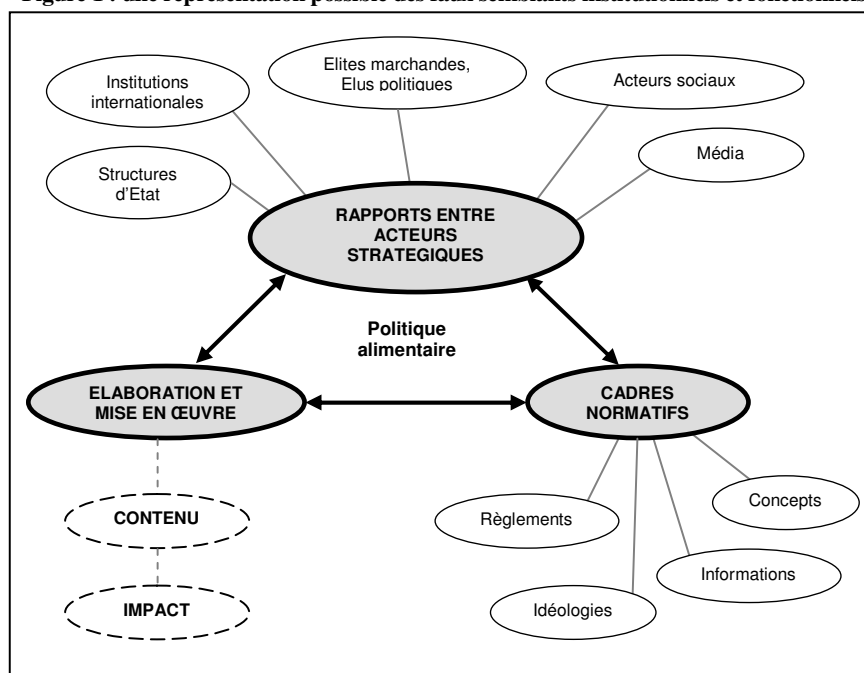 Figure 1 : une représentation possible des faux semblants institutionnels et fonctionnels
Institutions
internationales
Elites marchandes,
Elus politiques
Acteurs sociaux
Structures
d'Etat
Média
RAPPORTS ENTRE
ACTEURS
STRATEGIQUES
Politique
alimentaire
ELABORATION ET
MISE EN ŒUVRE
CADRES
NORMATIFS
CONTENU
Règlements
Concepts
Informations
IMPACT
Idéologies